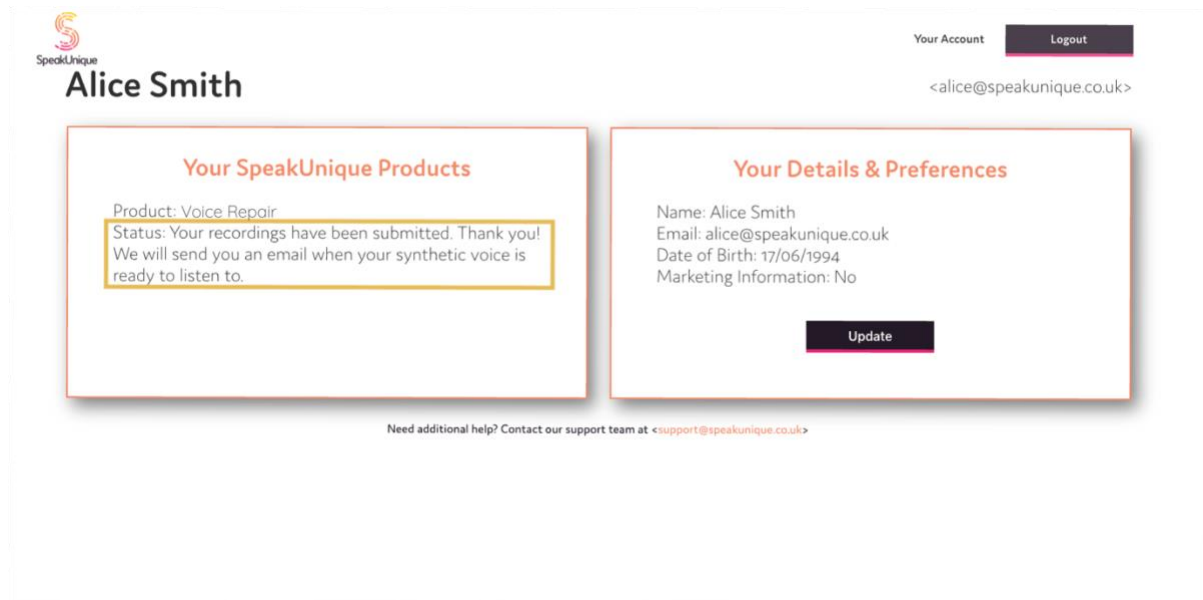 SpeakUnique
Your Account
Logout
Alice Smith
<alice@speakunique.co.uk>
Your SpeakUnique Products
Product: Voice Repair
Status: Your recordings have been submitted. Thank you!
We will send you an email when your synthetic voice is
ready to listen to.
Your Details & Preferences
Name: Alice Smith
Email: alice@speakunique.co.uk
Date of Birth: 17/06/1994
Marketing Information: No
Update
Need additional help? Contact our support team at <support@speakunique.co.uk>